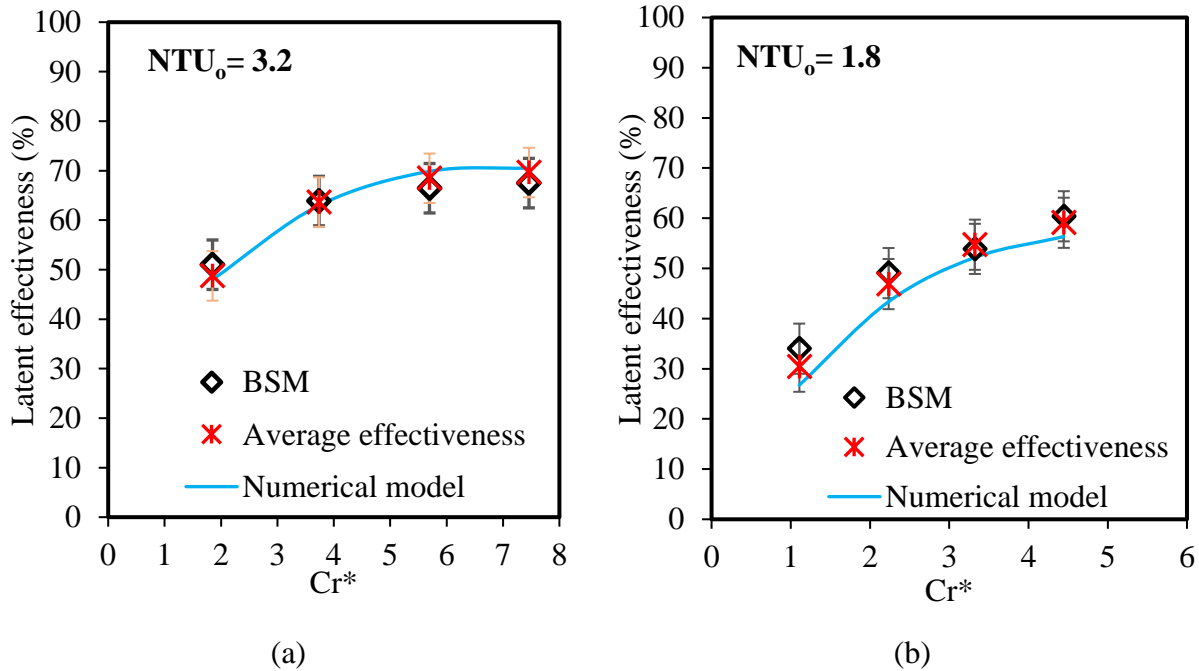 NTUo= 3.2
Latent effectiveness (%)
100
90
80
70
60
50
40
30
20
10
0
BSM
Average effectiveness
Numerical model
0 1 2 3 4 5 6 7 8
Cr*
(a)
NTUo= 1.8
Latent effectiveness (%)
100
90
80
70
60
50
40
30
20
10
0
BSM
Average effectiveness
Numerical model
0 1 2 3 4 5 6
Cr*
(b)